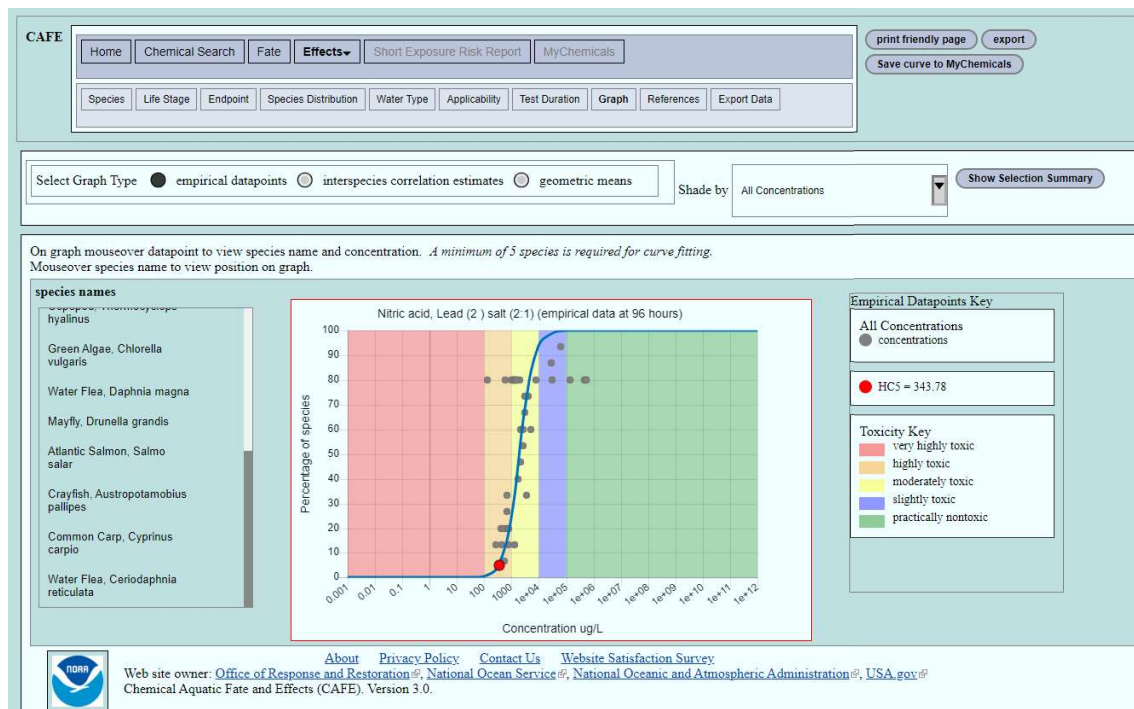 CAFE
Home Chemical Search Fate Effects Short Exposure Risk Report MyChemicals
print friendly page export
Save curve to MyChemicals
Species Life Stage Endpoint Species Distribution Water Type Applicability Test Duration Graph References Export Data
Select Graph Type empirical datapoints interspecies correlation estimates geometric means
Shade by All Concentrations
Show Selection Summary
On graph mouseover datapoint to view species name and concentration. A minimum of 5 species is required for curve fitting.
Mouseover species name to view position on graph.
species names
Copepod, Thermocyclops
hyalinus
Green Algae, Chlorella
vulgaris
Water Flea, Daphnia magna
Mayfly, Drunella grandis
Atlantic Salmon, Salmo
salar
Crayfish, Austropotamobius
pallipes
Common Carp, Cyprinus
carpio
Water Flea, Ceriodaphnia
reticulata
Nitric acid, Lead (2 ) salt (2:1) (empirical data at 96 hours)
Percentage of species
100
90
80
70
60
50
40
30
20
10
0
0.001 0.01 0.1 1 10 100 1000 1e+04 1e+05 1e+06 1e+07 1e+08 1e+09 1e+10 1e+11 1e+12
Concentration ug/L
Empirical Datapoints Key
All Concentrations
concentrations
HC5 = 343.78
Toxicity Key
very highly toxic
highly toxic
moderately toxic
slightly toxic
practically nontoxic
About Privacy Policy Contact Us Website Satisfaction Survey
NOAA
Web site owner: Office of Response and Restoration, National Ocean Service, National Oceanic and Atmospheric Administration, USA.gov
Chemical Aquatic Fate and Effects (CAFE). Version 3.0.